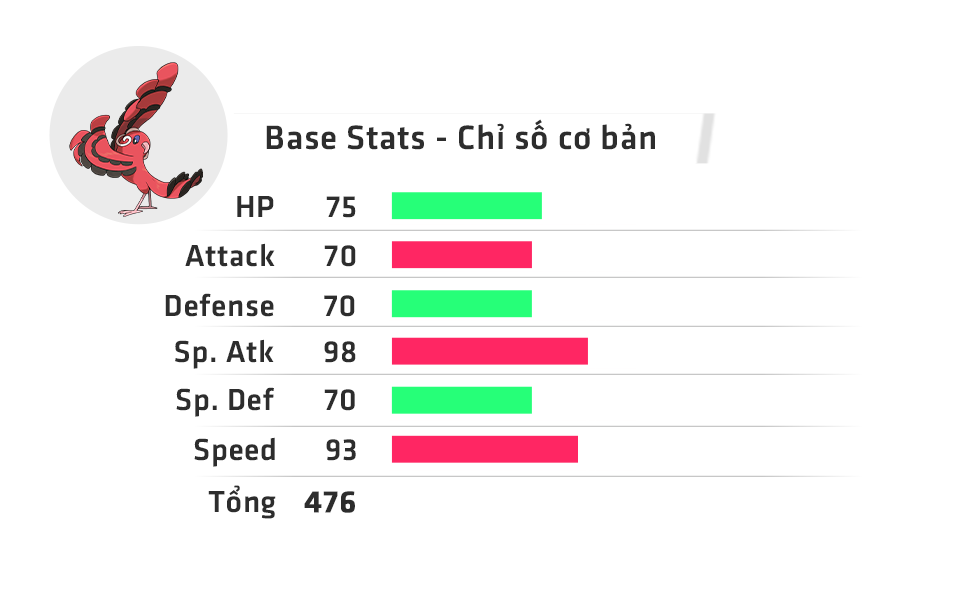 Base Stats - Chỉ số cơ bản
HP 75
Attack 70
Defense 70
Sp. Atk 98
Sp. Def 70
Speed 93
Tổng 476